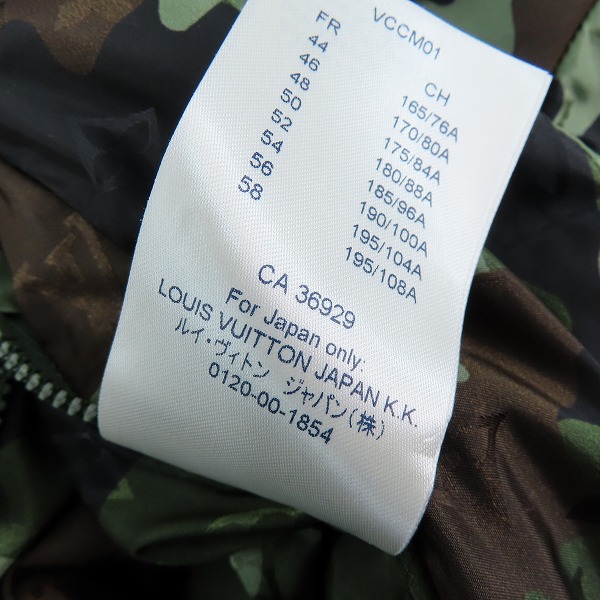 VCCM01
FR CH
44 165/76A
46 170/80A
48 175/84A
50 180/88A
52 185/96A
54 190/100A
56 195/104A
58 195/108A
CA 36929
For Japan only:
LOUIS VUITTON JAPAN K.K.
ルイ・ヴィトン ジャパン(株)
0120-00-1854